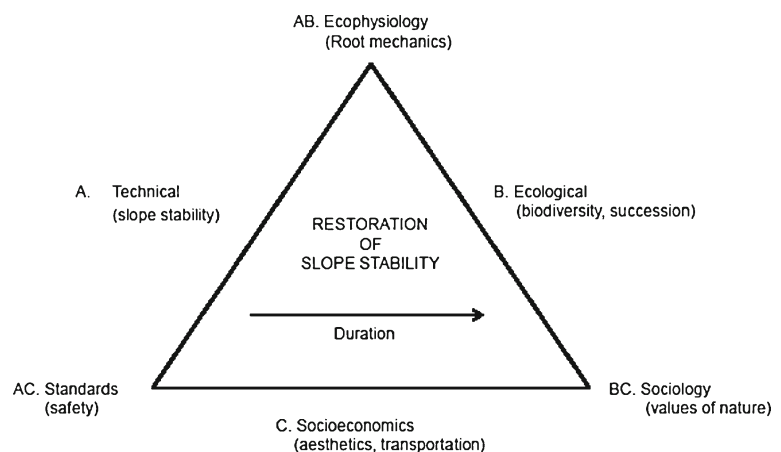 AB. Ecophysiology
(Root mechanics)
A. Technical
(slope stability)
B. Ecological
(biodiversity, succession)
RESTORATION
OF
SLOPE STABILITY
Duration
AC. Standards
(safety)
BC. Sociology
(values of nature)
C. Socioeconomics
(aesthetics, transportation)